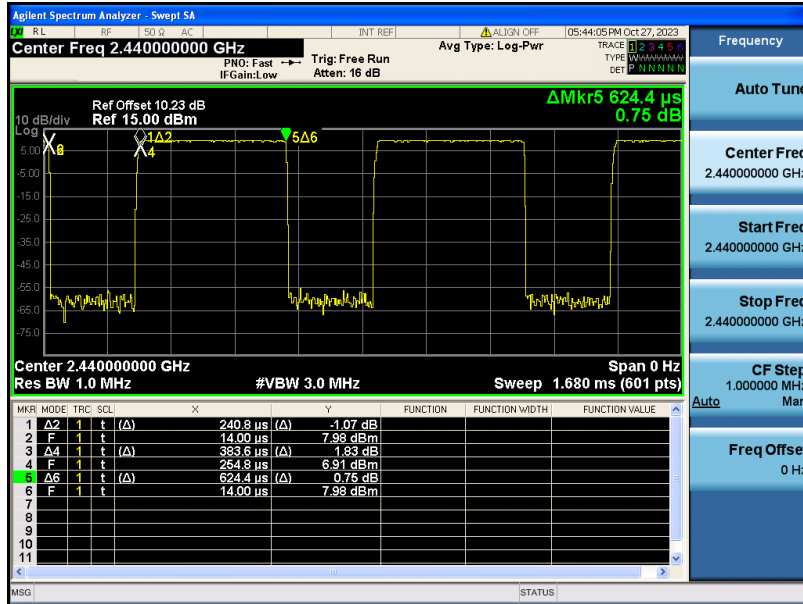 Agilent Spectrum Analyzer - Swept SA
RL RF 50 Ω AC INT REF ALIGN OFF 05:44:05 PM Oct 27, 2023
Center Freq 2.440000000 GHz
PNO: Fast
IFGain:Low
Trig: Free Run
Atten: 16 dB
Avg Type: Log-Pwr
TRACE 1 2 3 4 5 6
TYPE W
DET P N N N N N
Ref Offset 10.23 dB
Ref 15.00 dBm
10 dB/div
Log
ΔMkr5 624.4 µs
0.75 dB
1Δ2
5Δ6
4
5.00
-5.00
-15.0
-25.0
-35.0
-45.0
-55.0
-65.0
-75.0
Center 2.440000000 GHz
Span 0 Hz
Res BW 1.0 MHz
#VBW 3.0 MHz
Sweep 1.680 ms (601 pts)
MKR MODE TRC SCL X Y FUNCTION FUNCTION WIDTH FUNCTION VALUE
1 Δ2 1 t (Δ) 240.8 µs (Δ) -1.07 dB
2 F 1 t 14.00 µs 7.98 dBm
3 Δ4 1 t (Δ) 383.6 µs (Δ) 1.83 dB
4 F 1 t 254.8 µs 6.91 dBm
5 Δ6 1 t (Δ) 624.4 µs (Δ) 0.75 dB
6 F 1 t 14.00 µs 7.98 dBm
7
8
9
10
11
MSG
STATUS
Frequency
Auto Tune
Center Freq
2.440000000 GHz
Start Freq
2.440000000 GHz
Stop Freq
2.440000000 GHz
CF Step
1.000000 MHz
Auto Man
Freq Offset
0 Hz